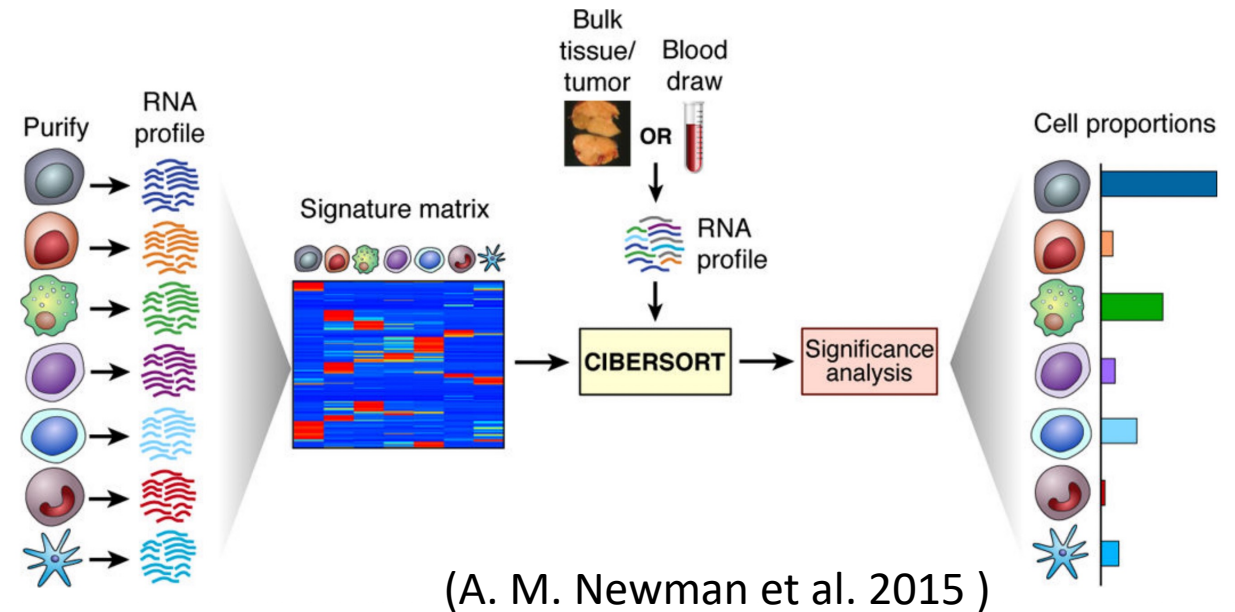 Purify
RNA
profile
Signature matrix
Bulk
tissue/
tumor
OR
Blood
draw
RNA
profile
CIBERSORT
Significance
analysis
Cell proportions
(A. M. Newman et al. 2015 )